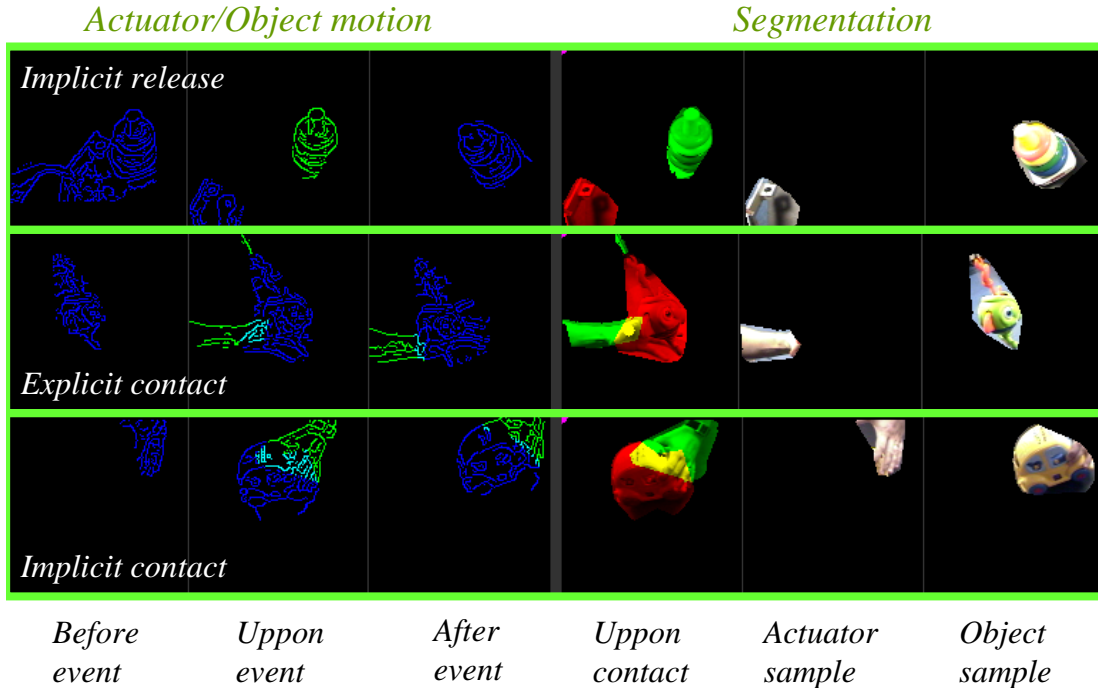 Actuator/Object motion
Segmentation
Implicit release
Explicit contact
Implicit contact
Before
event
Uppon
event
After
event
Uppon
contact
Actuator
sample
Object
sample